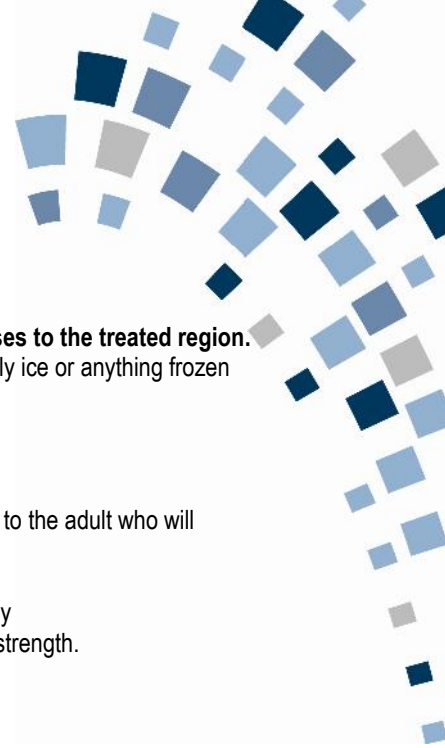 ses to the treated region.
ly ice or anything frozen
to the adult who will
y
strength.